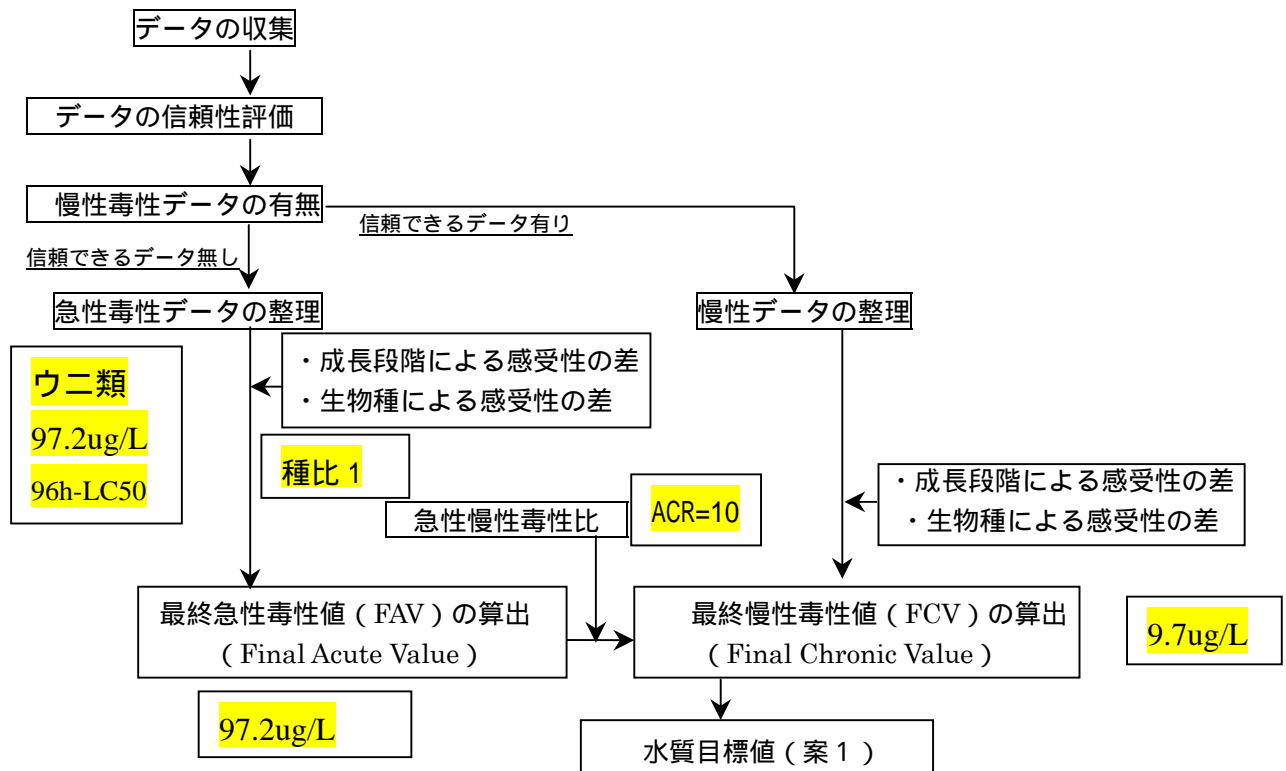 データの収集
データの信頼性評価
慢性毒性データの有無
信頼できるデータ有り
信頼できるデータ無し
急性毒性データの整理
慢性データの整理
ウニ類
97.2ug/L
96h-LC50
・成長段階による感受性の差
・生物種による感受性の差
種比 1
急性慢性毒性比
ACR=10
・成長段階による感受性の差
・生物種による感受性の差
最終急性毒性値（FAV）の算出
（Final Acute Value）
最終慢性毒性値（FCV）の算出
（Final Chronic Value）
9.7ug/L
97.2ug/L
水質目標値（案１）